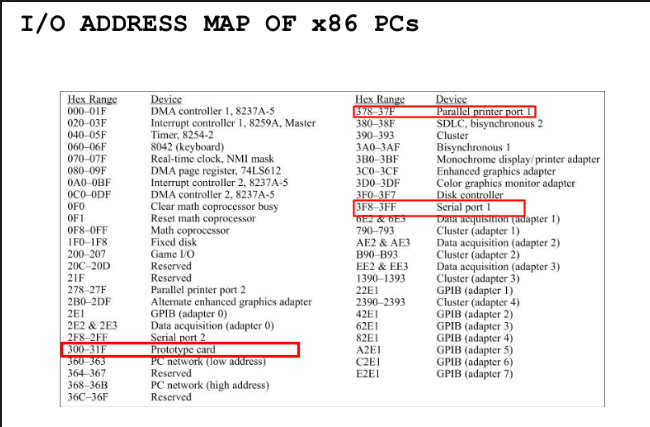 I/O ADDRESS MAP OF x86 PCs
Hex Range Device
000–01F DMA controller 1, 8237A-5
020–03F Interrupt controller 1, 8259A, Master
040–05F Timer, 8254-2
060–06F 8042 (keyboard)
070–07F Real-time clock, NMI mask
080–09F DMA page register, 74LS612
0A0–0BF Interrupt controller 2, 8237A-5
0C0–0DF DMA controller 2, 8237A-5
0F0 Clear math coprocessor busy
0F1 Reset math coprocessor
0F8–0FF Math coprocessor
1F0–1F8 Fixed disk
200–207 Game I/O
20C–20D Reserved
21F Reserved
278–27F Parallel printer port 2
2B0–2DF Alternate enhanced graphics adapter
2E1 GPIB (adapter 0)
2E2 & 2E3 Data acquisition (adapter 0)
2F8–2FF Serial port 2
300–31F Prototype card
360–363 PC network (low address)
364–367 Reserved
368–36B PC network (high address)
36C–36F Reserved
Hex Range Device
378–37F Parallel printer port 1
380–38F SDLC, bisynchronous 2
390–393 Cluster
3A0–3AF Bisynchronous 1
3B0–3BF Monochrome display/printer adapter
3C0–3CF Enhanced graphics adapter
3D0–3DF Color graphics monitor adapter
3F0–3F7 Disk controller
3F8–3FF Serial port 1
6E2 & 6E3 Data acquisition (adapter 1)
790–793 Cluster (adapter 1)
AE2 & AE3 Data acquisition (adapter 2)
B90–B93 Cluster (adapter 2)
EE2 & EE3 Data acquisition (adapter 3)
1390–1393 Cluster (adapter 3)
22E1 GPIB (adapter 1)
2390–2393 Cluster (adapter 4)
42E1 GPIB (adapter 2)
62E1 GPIB (adapter 3)
82E1 GPIB (adapter 4)
A2E1 GPIB (adapter 5)
C2E1 GPIB (adapter 6)
E2E1 GPIB (adapter 7)